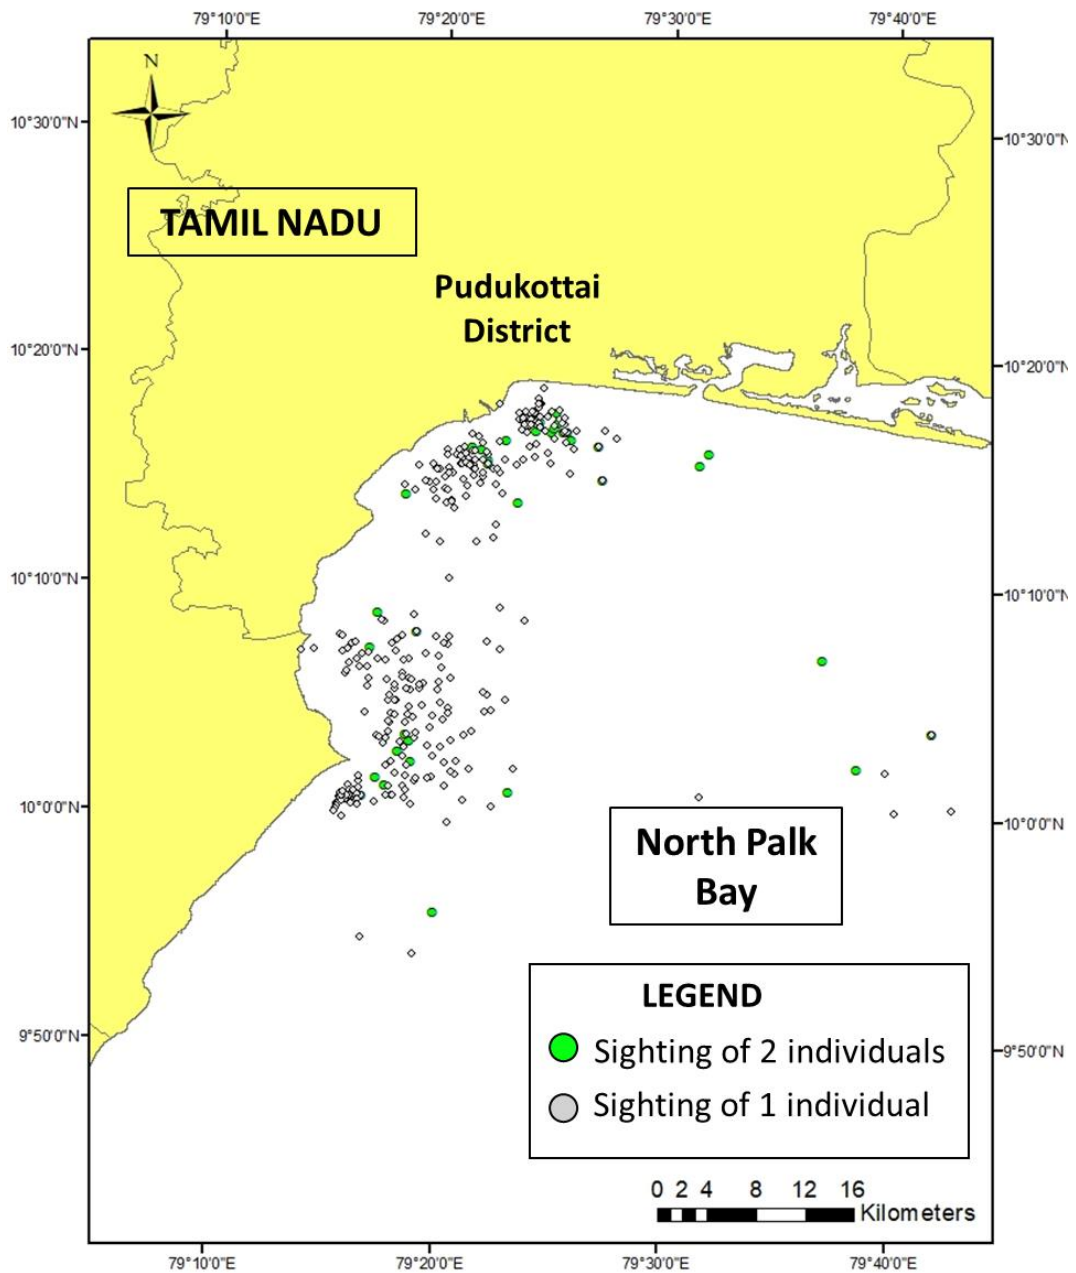 79°10'0"E 79°20'0"E 79°30'0"E 79°40'0"E
N
10°30'0"N 10°30'0"N
TAMIL NADU
Pudukottai
District
10°20'0"N 10°20'0"N
10°10'0"N 10°10'0"N
10°0'0"N 10°0'0"N
North Palk
Bay
LEGEND
Sighting of 2 individuals
Sighting of 1 individual
9°50'0"N 9°50'0"N
0 2 4 8 12 16
Kilometers
79°10'0"E 79°20'0"E 79°30'0"E 79°40'0"E